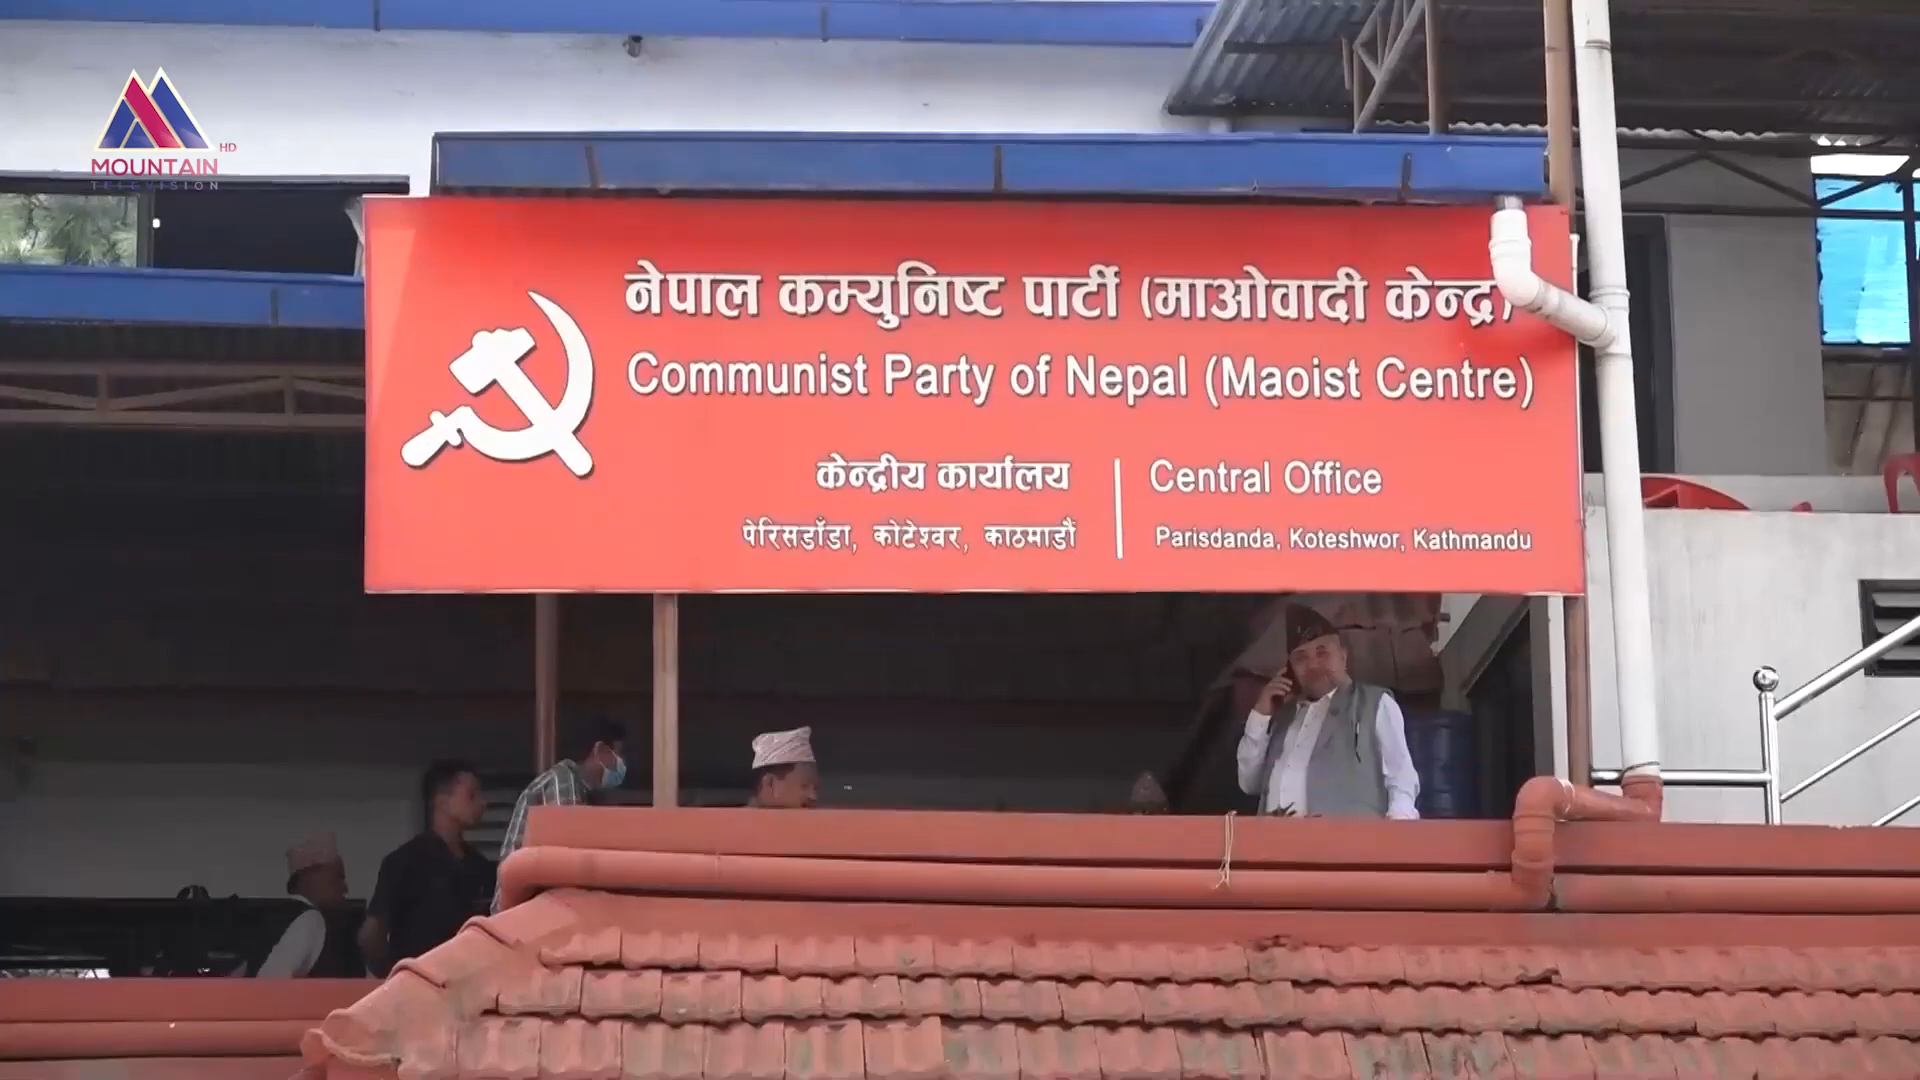 MOUNTAIN HD
TELEVISION
नेपाल कम्युनिष्ट पार्टी (माओवादी केन्द्र)
Communist Party of Nepal (Maoist Centre)
केन्द्रीय कार्यालय
पेरिसडाँडा, कोटेश्वर, काठमाडौं
Central Office
Parisdanda, Koteshwor, Kathmandu